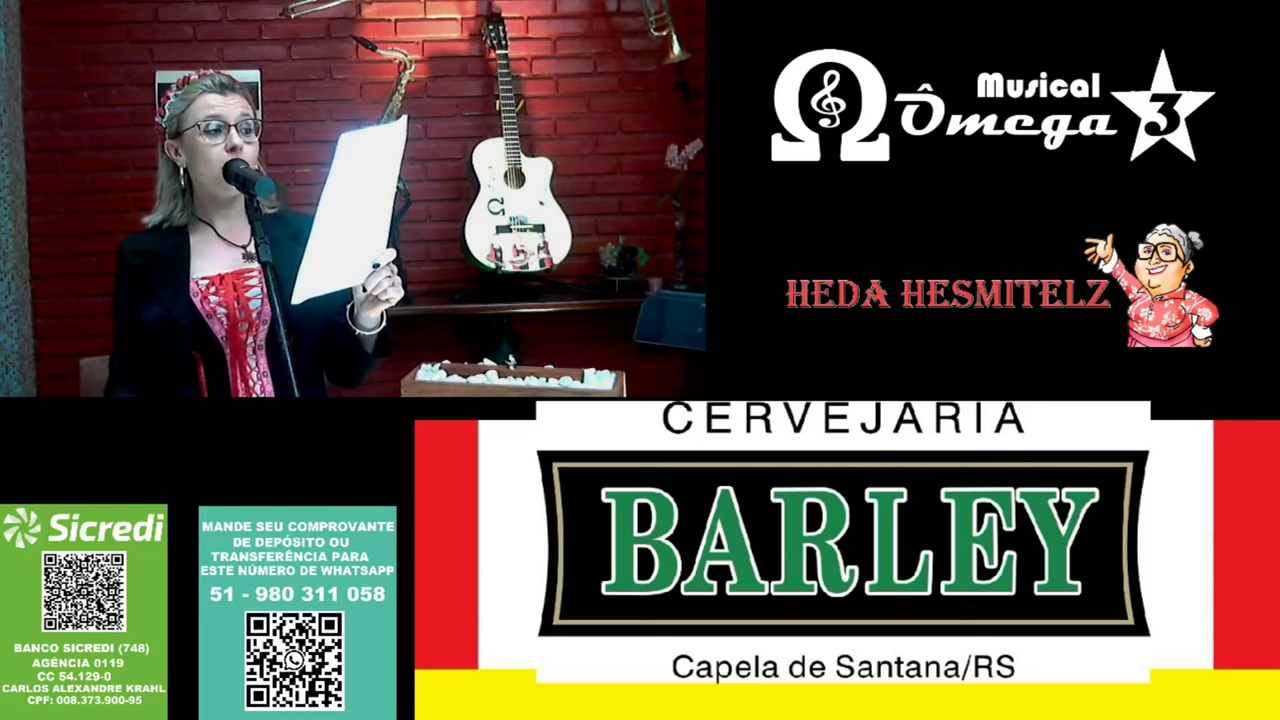 Musical
Ômega 3
HEDA HESMITELZ
CERVEJARIA
BARLEY
Capela de Santana/RS
Sicredi
BANCO SICREDI (748)
AGÊNCIA 0119
CC 54.129-0
CARLOS ALEXANDRE KRAHL
CPF: 008.373.900-95
MANDE SEU COMPROVANTE
DE DEPÓSITO OU
TRANSFERÊNCIA PARA
ESTE NÚMERO DE WHATSAPP
51 - 980 311 058